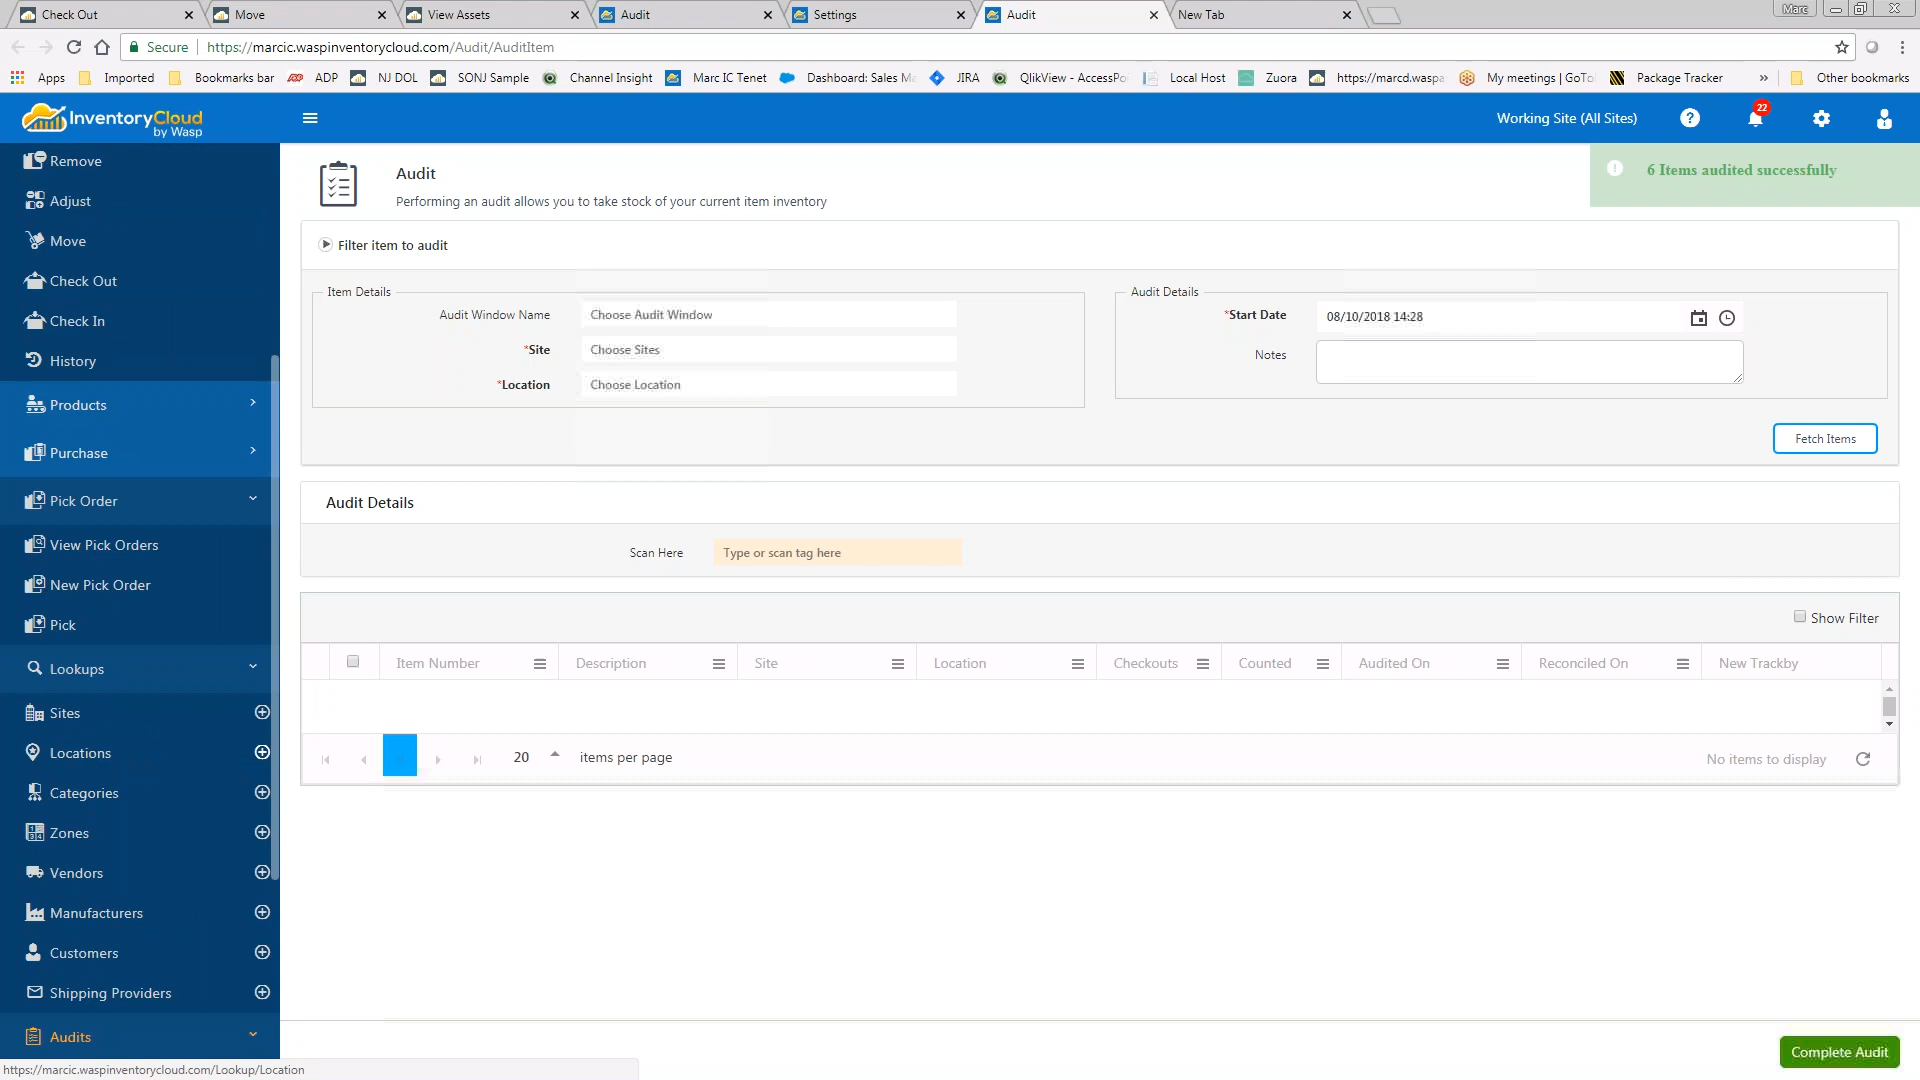 Check Out
Move
View Assets
Audit
Settings
Audit
New Tab
Marc
Secure
https://marcic.waspinventorycloud.com/Audit/AuditItem
Apps
Imported
Bookmarks bar
ADP
NJ DOL
SONJ Sample
Channel Insight
Marc IC Tenet
Dashboard: Sales Ma
JIRA
QlikView - AccessPo
Local Host
Zuora
https://marcd.waspa
My meetings | GoTo
Package Tracker
»
Other bookmarks
InventoryCloud
by Wasp
Working Site (All Sites)
22
Remove
Adjust
Move
Check Out
Check In
History
Products
Purchase
Pick Order
View Pick Orders
New Pick Order
Pick
Lookups
Sites
Locations
Categories
Zones
Vendors
Manufacturers
Customers
Shipping Providers
Audits
Audit
Performing an audit allows you to take stock of your current item inventory
6 Items audited successfully
Filter item to audit
Item Details
Audit Window Name
Choose Audit Window
*Site
Choose Sites
*Location
Choose Location
Audit Details
*Start Date
08/10/2018 14:28
Notes
Fetch Items
Audit Details
Scan Here
Type or scan tag here
Show Filter
Item Number
Description
Site
Location
Checkouts
Counted
Audited On
Reconciled On
New Trackby
20
items per page
No items to display
Complete Audit
https://marcic.waspinventorycloud.com/Lookup/Location